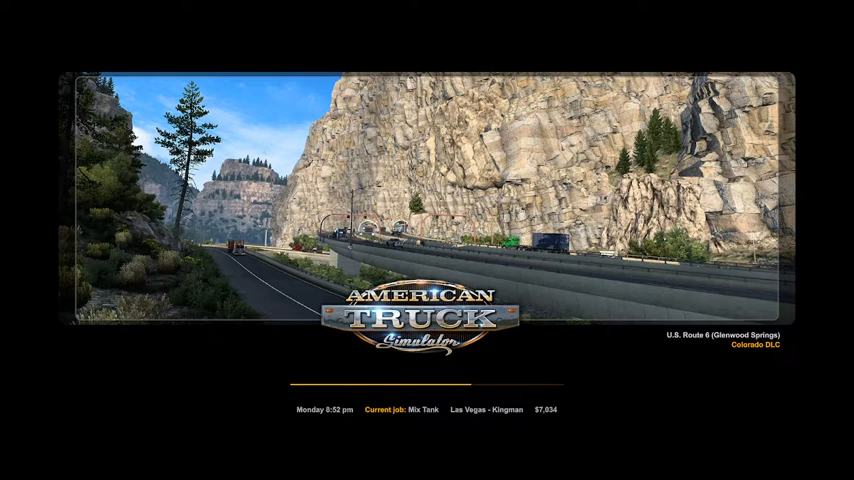 AMERICAN
TRUCK
Simulator
U.S. Route 6 (Glenwood Springs)
Colorado DLC
Monday 8:52 pm Current job: Mix Tank Las Vegas - Kingman $7,034